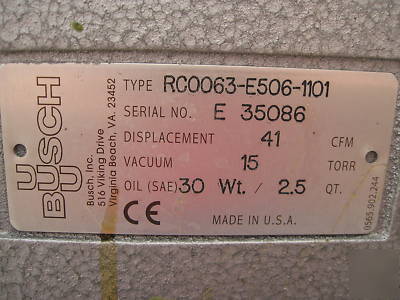 TYPE RC0063-E506-1101
SERIAL NO. E 35086
DISPLACEMENT 41 CFM
VACUUM 15 TORR
OIL (SAE) 30 Wt. / 2.5 QT.
CE MADE IN U.S.A.
BUSCH
Busch, Inc.
516 Viking Drive
Virginia Beach, VA. 23452
0565.902.244